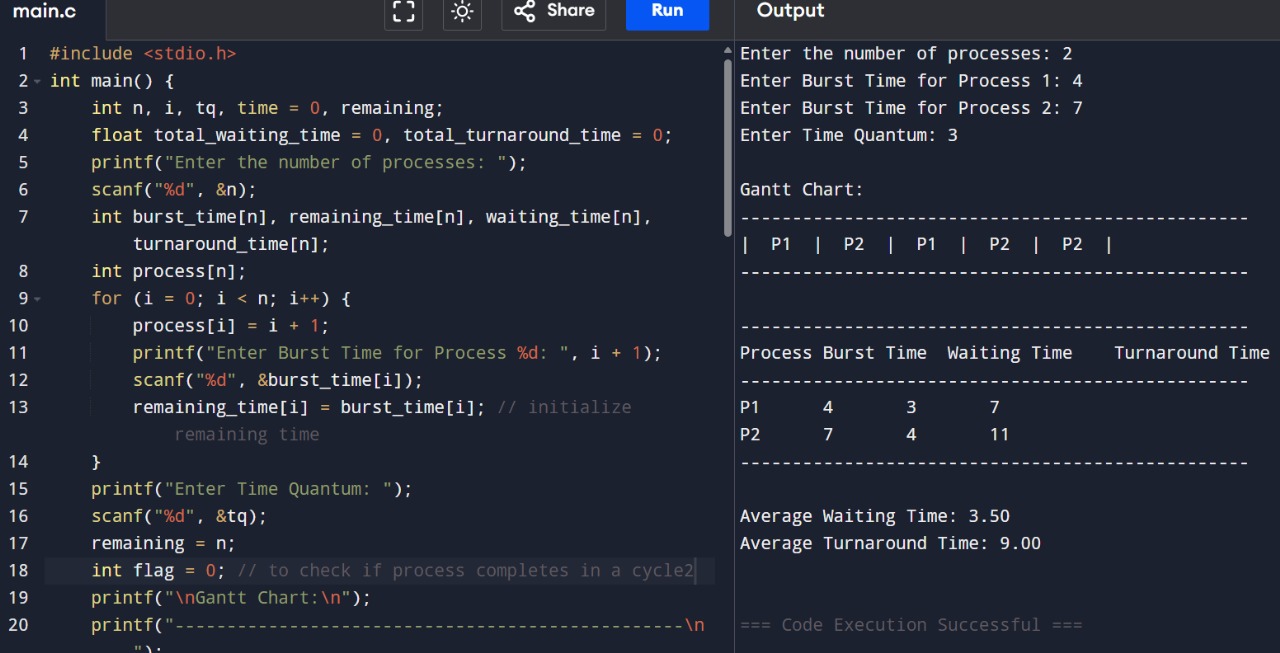 main.c
Share
Run
1 #include <stdio.h>
2 int main() {
3 int n, i, tq, time = 0, remaining;
4 float total_waiting_time = 0, total_turnaround_time = 0;
5 printf("Enter the number of processes: ");
6 scanf("%d", &n);
7 int burst_time[n], remaining_time[n], waiting_time[n],
turnaround_time[n];
8 int process[n];
9 for (i = 0; i < n; i++) {
10 process[i] = i + 1;
11 printf("Enter Burst Time for Process %d: ", i + 1);
12 scanf("%d", &burst_time[i]);
13 remaining_time[i] = burst_time[i]; // initialize
remaining time
14 }
15 printf("Enter Time Quantum: ");
16 scanf("%d", &tq);
17 remaining = n;
18 int flag = 0; // to check if process completes in a cycle2
19 printf("\nGantt Chart:\n");
20 printf("-------------------------------------------------\n
");
Output
Enter the number of processes: 2
Enter Burst Time for Process 1: 4
Enter Burst Time for Process 2: 7
Enter Time Quantum: 3
Gantt Chart:
-------------------------------------------------
|  P1  |  P2  |  P1  |  P2  |  P2  |
-------------------------------------------------
-------------------------------------------------
Process Burst Time  Waiting Time    Turnaround Time
-------------------------------------------------
P1      4       3       7
P2      7       4       11
-------------------------------------------------
Average Waiting Time: 3.50
Average Turnaround Time: 9.00
=== Code Execution Successful ===